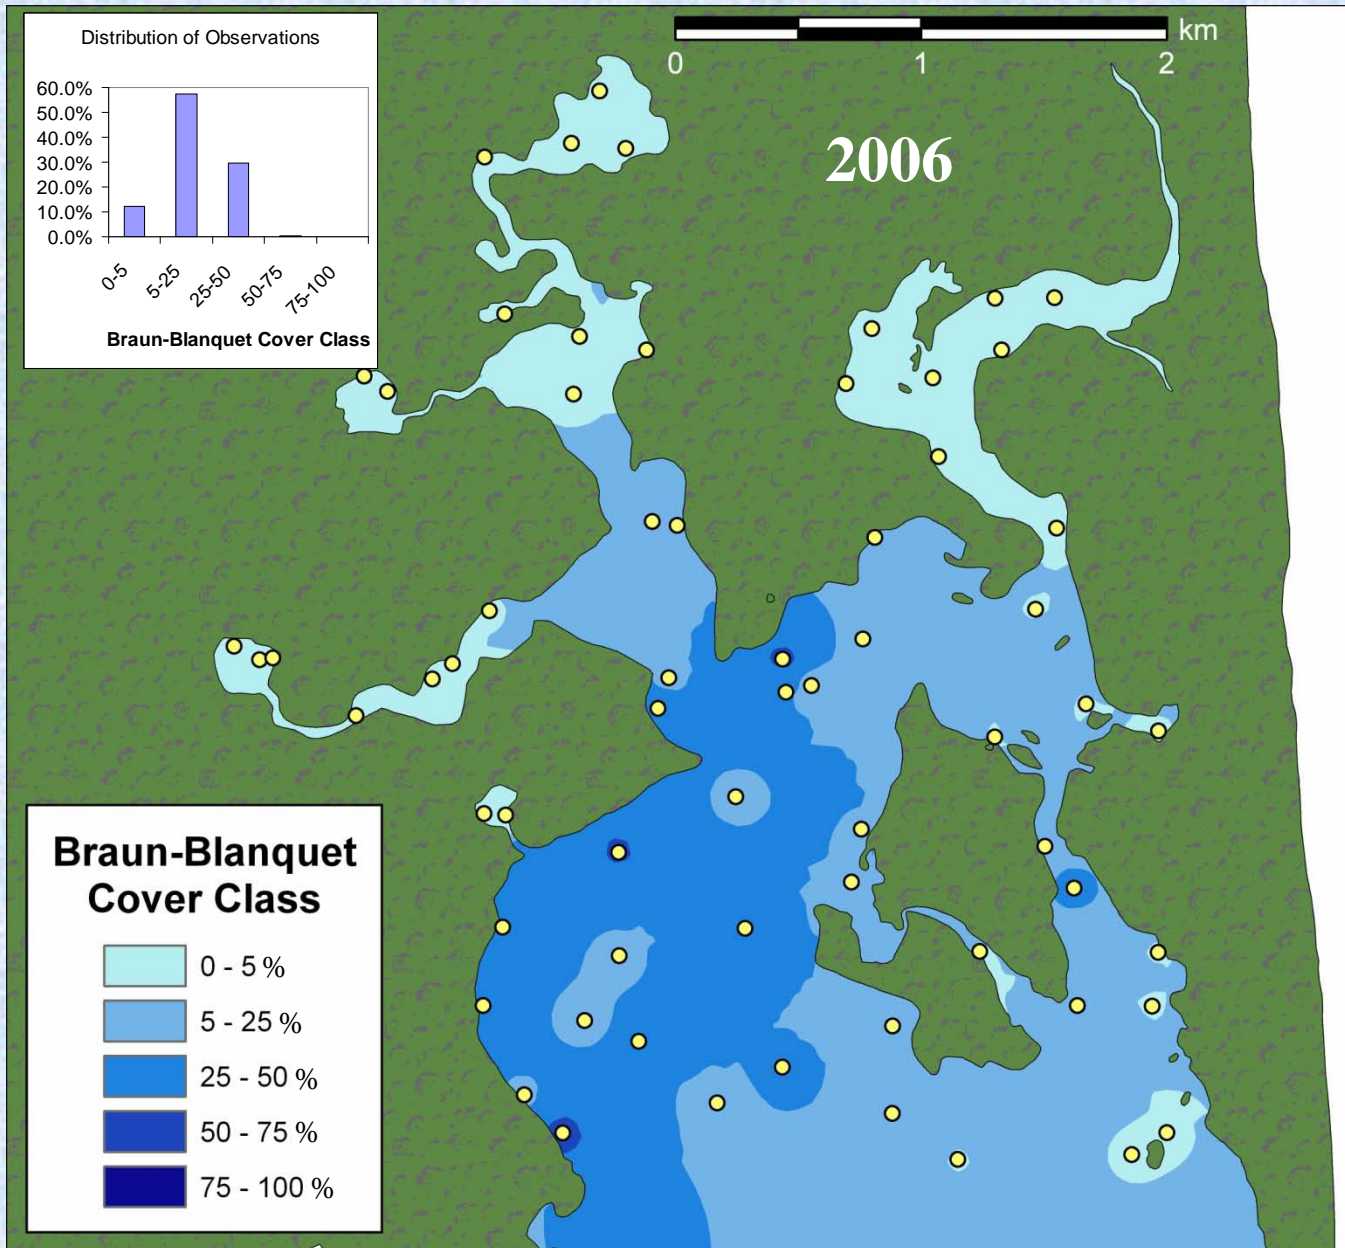 Distribution of Observations
60.0%
50.0%
40.0%
30.0%
20.0%
10.0%
0.0%
0-5
5-25
25-50
50-75
75-100
Braun-Blanquet Cover Class
km
0 1 2
2006
Braun-Blanquet
Cover Class
0 - 5 %
5 - 25 %
25 - 50 %
50 - 75 %
75 - 100 %